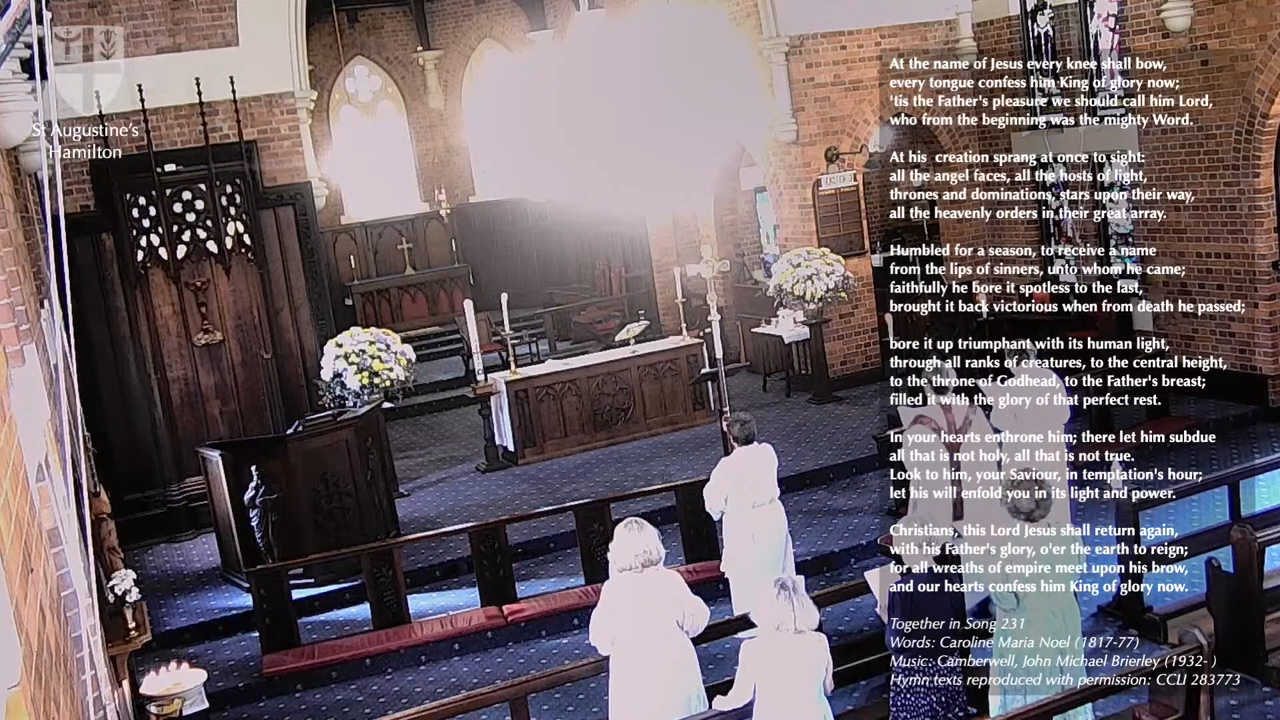 St Augustine's
Hamilton
At the name of Jesus every knee shall bow,
every tongue confess him King of glory now;
'tis the Father's pleasure we should call him Lord,
who from the beginning was the mighty Word.
At his creation sprang at once to sight:
all the angel faces, all the hosts of light,
thrones and dominations, stars upon their way,
all the heavenly orders in their great array.
Humbled for a season, to receive a name
from the lips of sinners, unto whom he came;
faithfully he bore it spotless to the last,
brought it back victorious when from death he passed;
bore it up triumphant with its human light,
through all ranks of creatures, to the central height,
to the throne of Godhead, to the Father's breast;
filled it with the glory of that perfect rest.
In your hearts enthrone him; there let him subdue
all that is not holy, all that is not true.
Look to him, your Saviour, in temptation's hour;
let his will enfold you in its light and power.
Christians, this Lord Jesus shall return again,
with his Father's glory, o'er the earth to reign;
for all wreaths of empire meet upon his brow,
and our hearts confess him King of glory now.
Together in Song 231
Words: Caroline Maria Noel (1817-77)
Music: Camberwell, John Michael Brierley (1932- )
Hymn texts reproduced with permission: CCLI 283773